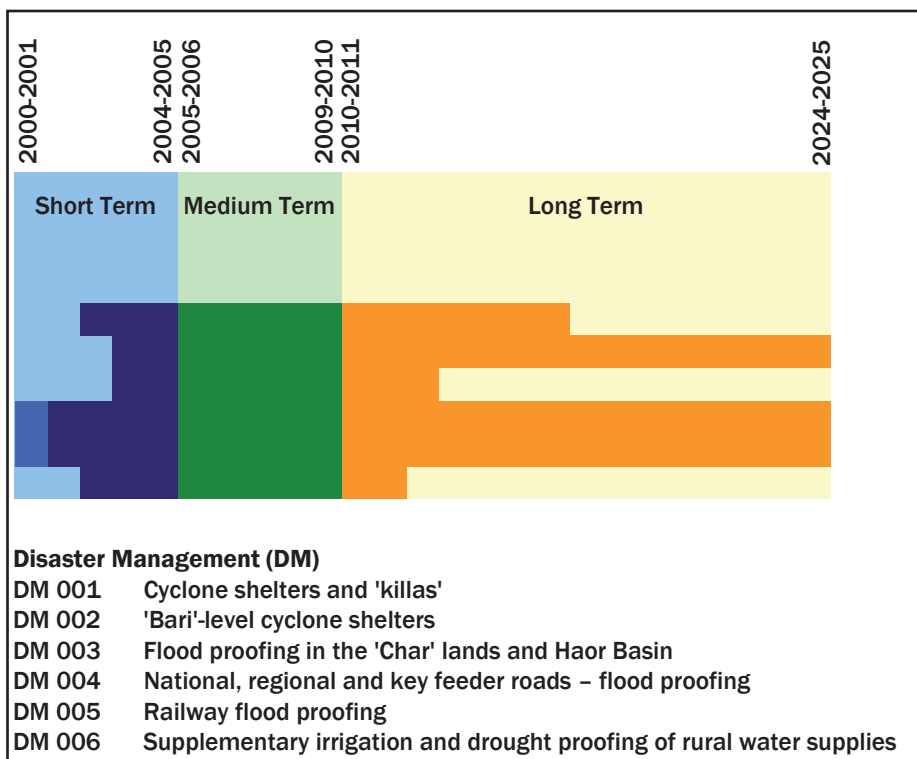 2000-2001
2004-2005
2005-2006
2009-2010
2010-2011
2024-2025
Short Term
Medium Term
Long Term
Disaster Management (DM)
DM 001 Cyclone shelters and 'killas'
DM 002 'Bari'-level cyclone shelters
DM 003 Flood proofing in the 'Char' lands and Haor Basin
DM 004 National, regional and key feeder roads – flood proofing
DM 005 Railway flood proofing
DM 006 Supplementary irrigation and drought proofing of rural water supplies